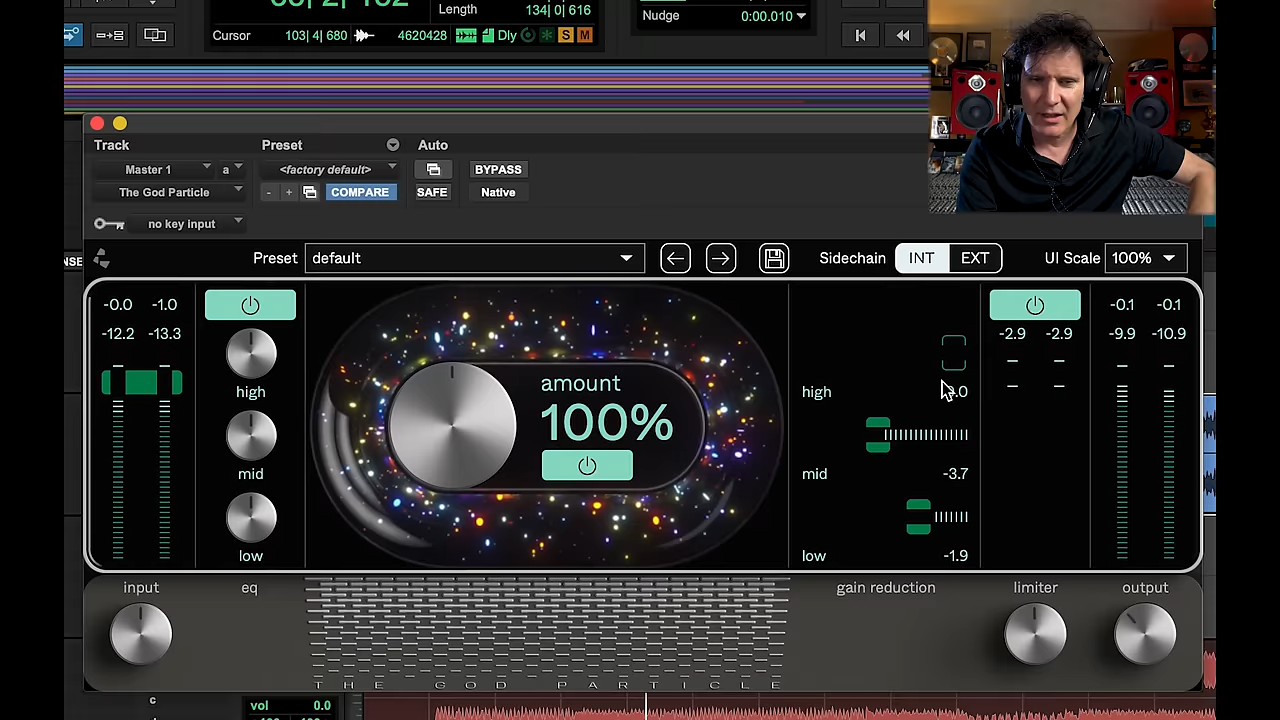 Length 134| 0| 616
Cursor 103| 4| 680 4620428 Dly S M
Nudge 0:00.010
Track Preset Auto
Master 1 a <factory default> BYPASS
The God Particle - + COMPARE SAFE Native
no key input
Preset default Sidechain INT EXT UI Scale 100%
-0.0 -1.0 -0.1 -0.1
-12.2 -13.3 -2.9 -2.9 -9.9 -10.9
amount
100%
high high
mid mid -3.7
low low -1.9
input eq gain reduction limiter output
THE GOD PARTICLE
c
vol 0.0